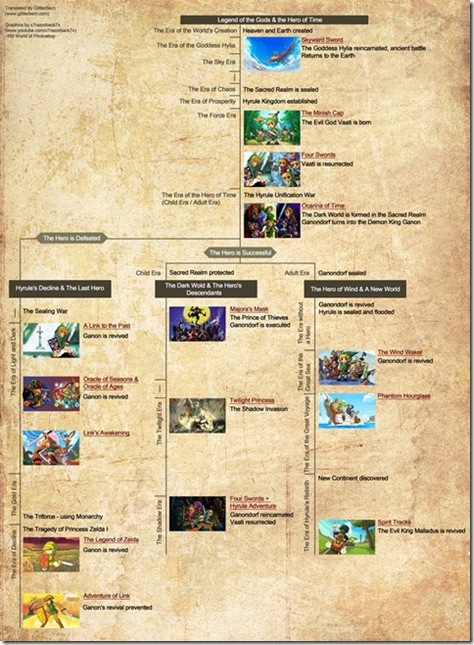 Translated By GlitterBerri
(www.glitterberri.com)
Graphics by x7razorback7x
(www.youtube.com/x7razorback7x)
Legend of the Gods & the Hero of Time
The Era of the World's Creation
Heaven and Earth created
The Era of the Goddess Hylia
Skyward Sword
The Goddess Hylia reincarnated, ancient battle
Returns to the Earth
The Sky Era
The Era of Chaos
The Sacred Realm is sealed
The Era of Prosperity
Hyrule Kingdom established
The Force Era
The Minish Cap
The Evil God Vaati is born
Four Swords
Vaati is resurrected
The Era of the Hero of Time
(Child Era / Adult Era)
The Hyrule Unification War
Ocarina of Time
The Dark World is formed in the Sacred Realm
Ganondorf turns into the Demon King Ganon
The Hero is Defeated
The Hero is Successful
Child Era
Sacred Realm protected
Adult Era
Ganondorf sealed
Hyrule's Decline & The Last Hero
The Era of Light and Dark
The Sealing War
A Link to the Past
Ganon is revived
Oracle of Seasons &
Oracle of Ages
Ganon is revived
Link's Awakening
The Gold Era
The Triforce - using Monarchy
The Era of Decline
The Tragedy of Princess Zelda I
The Legend of Zelda
Ganon is revived
Adventure of Link
Ganon's revival prevented
The Dark Wold & The Hero's
Descendants
Majora's Mask
The Prince of Thieves
Ganondorf is executed
The Twilight Era
Twilight Princess
The Shadow Invasion
The Shadow Era
Four Swords +
Hyrule Adventure
Ganondorf reincarnated
Vaati resurrected
The Hero of Wind & A New World
The Era without
a Hero
Ganondorf is revived
Hyrule is sealed and flooded
The Era of the
Great Sea
The Wind Waker
Ganondorf is revived
The Era of the Great Voyage
Phantom Hourglass
The Era of Hyrule's Rebirth
New Continent discovered
Spirit Tracks
The Evil King Malladus is revived